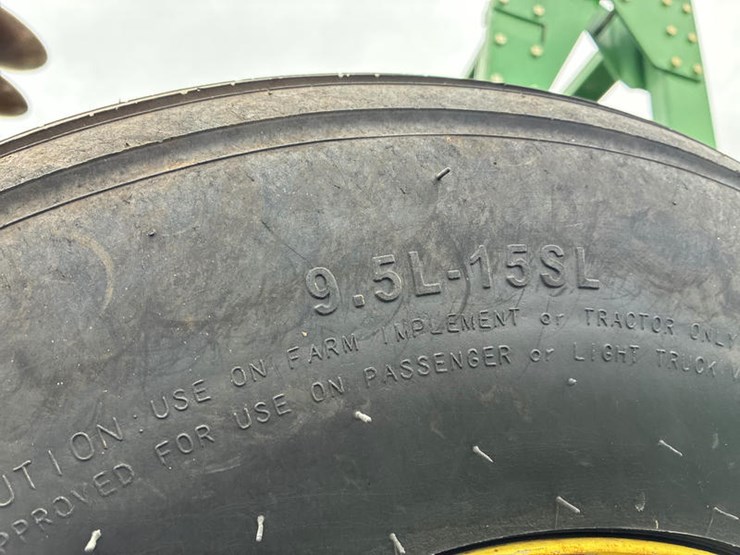 9.5L-15SL
UTION: USE ON FARM IMPLEMENT or TRACTOR ONLY
PPROVED FOR USE ON PASSENGER or LIGHT TRUCK V